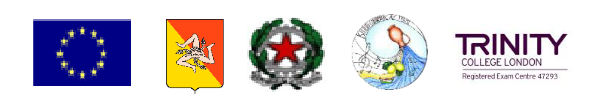 TRINITY
COLLEGE LONDON
Registered Exam Centre 47293